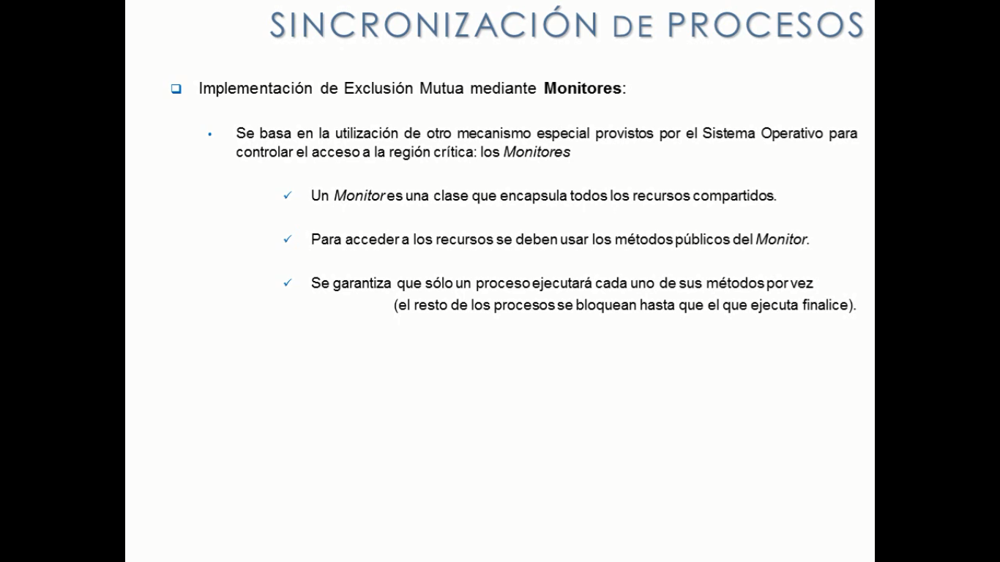 SINCRONIZACIÓN DE PROCESOS
Implementación de Exclusión Mutua mediante Monitores:
Se basa en la utilización de otro mecanismo especial provistos por el Sistema Operativo para
controlar el acceso a la región crítica: los Monitores
Un Monitor es una clase que encapsula todos los recursos compartidos.
Para acceder a los recursos se deben usar los métodos públicos del Monitor.
Se garantiza que sólo un proceso ejecutará cada uno de sus métodos por vez
(el resto de los procesos se bloquean hasta que el que ejecuta finalice).